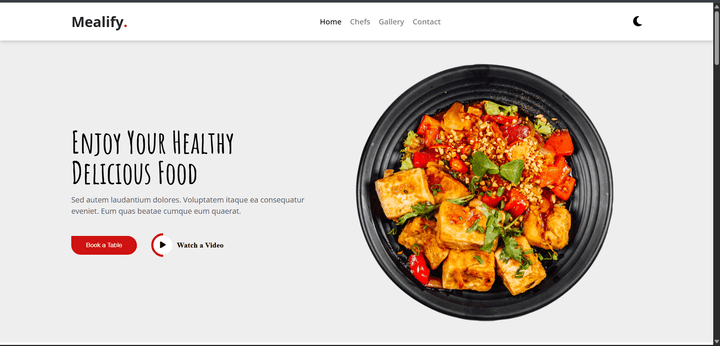 Mealify.
Home Chefs Gallery Contact
Enjoy Your Healthy
Delicious Food
Sed autem laudantium dolores. Voluptatem itaque ea consequatur
eveniet. Eum quas beatae cumque eum quaerat.
Book a Table
Watch a Video